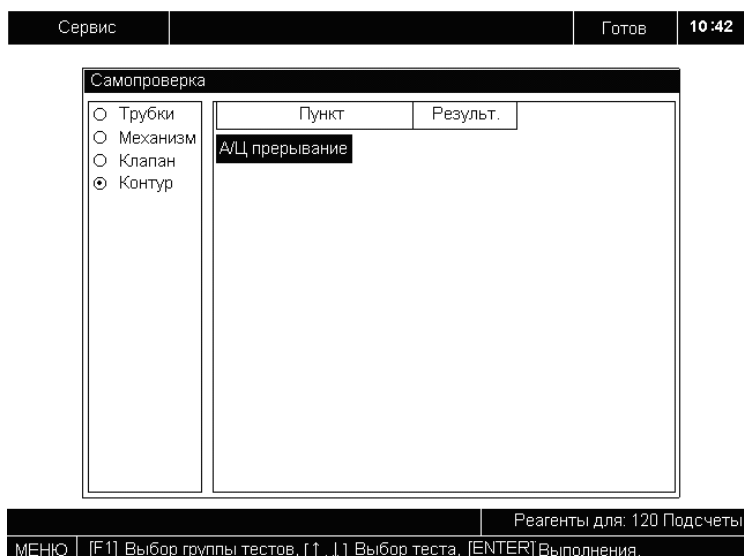 Сервис Готов 10:42
Самопроверка
Трубки
Механизм
Клапан
Контур
Пункт Результ.
А/Ц прерывание
Реагенты для: 120 Подсчеты
МЕНЮ [F1] Выбор группы тестов, [↑, ↓] Выбор теста, [ENTER] Выполнения.